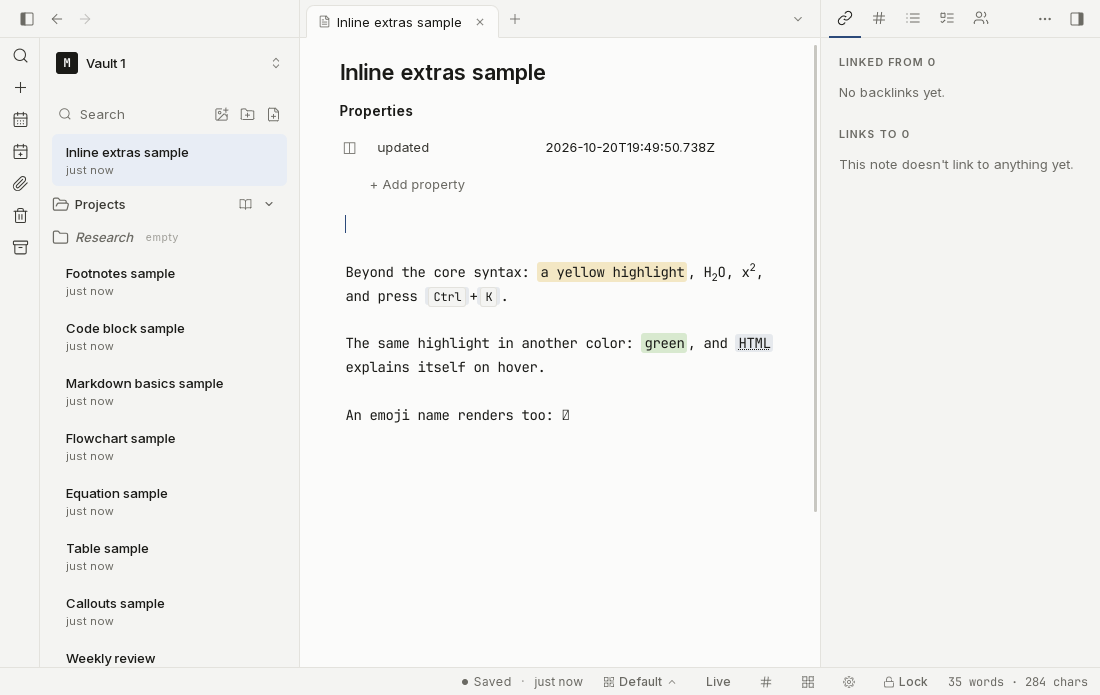 Inline extras sample
M
Vault 1
Search
Inline extras sample
just now
Projects
Research empty
Footnotes sample
just now
Code block sample
just now
Markdown basics sample
just now
Flowchart sample
just now
Equation sample
just now
Table sample
just now
Callouts sample
just now
Weekly review
Inline extras sample
Properties
updated 2026-10-20T19:49:50.738Z
+ Add property
Beyond the core syntax: a yellow highlight, H₂O, x²,
and press Ctrl+K.
The same highlight in another color: green, and HTML
explains itself on hover.
An emoji name renders too:
LINKED FROM 0
No backlinks yet.
LINKS TO 0
This note doesn't link to anything yet.
Saved · just now Default Live Lock 35 words · 284 chars